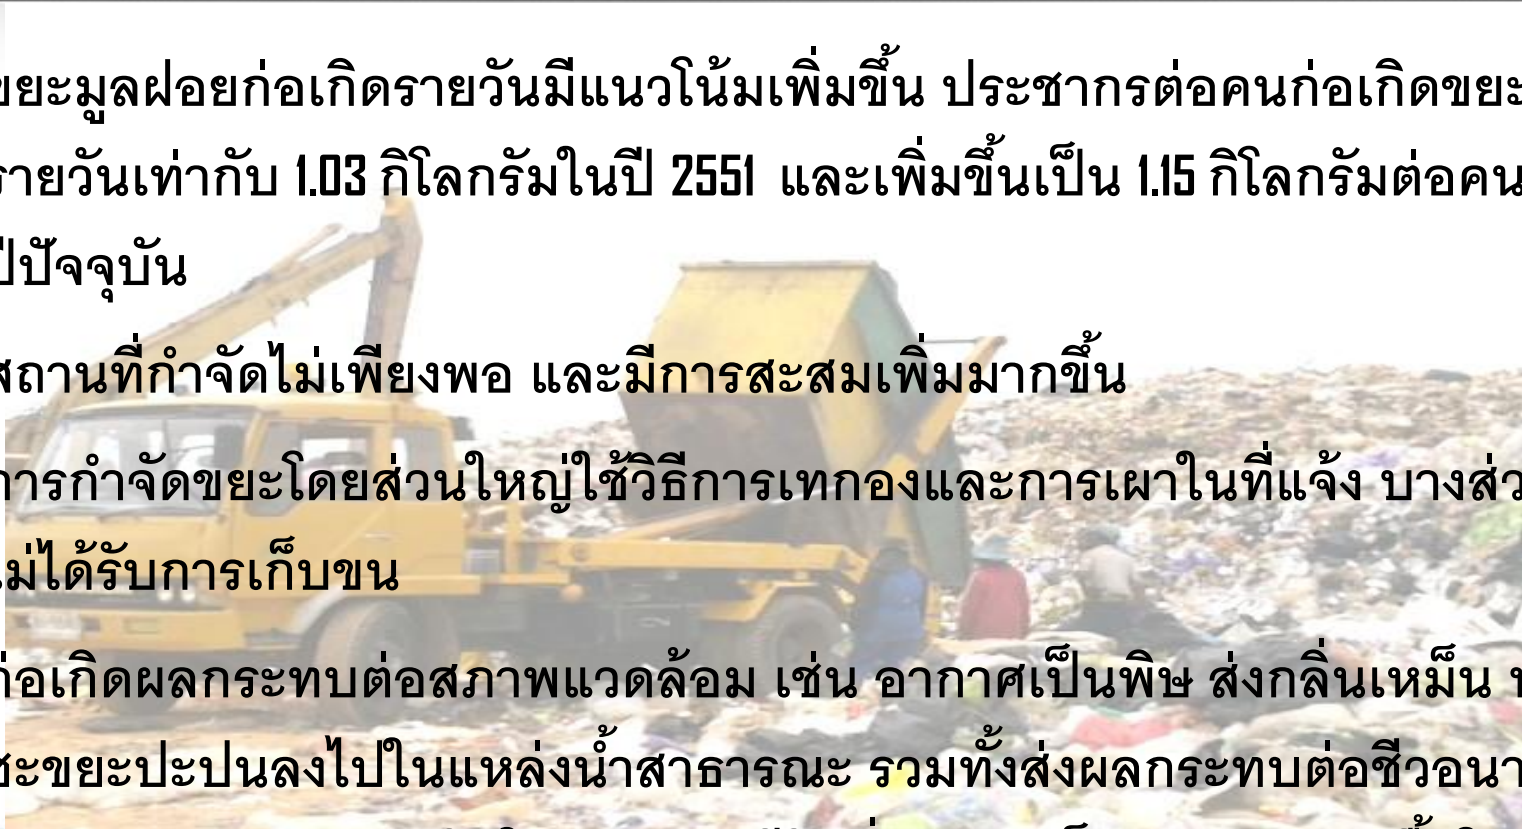 ขยะมูลฝอยก่อเกิดรายวันมีแนวโน้มเพิ่มขึ้น ประชากรต่อคนก่อเกิดขยะ
รายวันเท่ากับ 1.03 กิโลกรัมในปี 2551 และเพิ่มขึ้นเป็น 1.15 กิโลกรัมต่อคน
ปีปัจจุบัน
สถานที่กำจัดไม่เพียงพอ และมีการสะสมเพิ่มมากขึ้น
การกำจัดขยะโดยส่วนใหญ่ใช้วิธีการเทกองและการเผาในที่แจ้ง บางส่ว
ไม่ได้รับการเก็บขน
ก่อเกิดผลกระทบต่อสภาพแวดล้อม เช่น อากาศเป็นพิษ ส่งกลิ่นเหม็น
ชะขยะปะปนลงไปในแหล่งน้ำสาธารณะ รวมทั้งส่งผลกระทบต่อชีวอนา